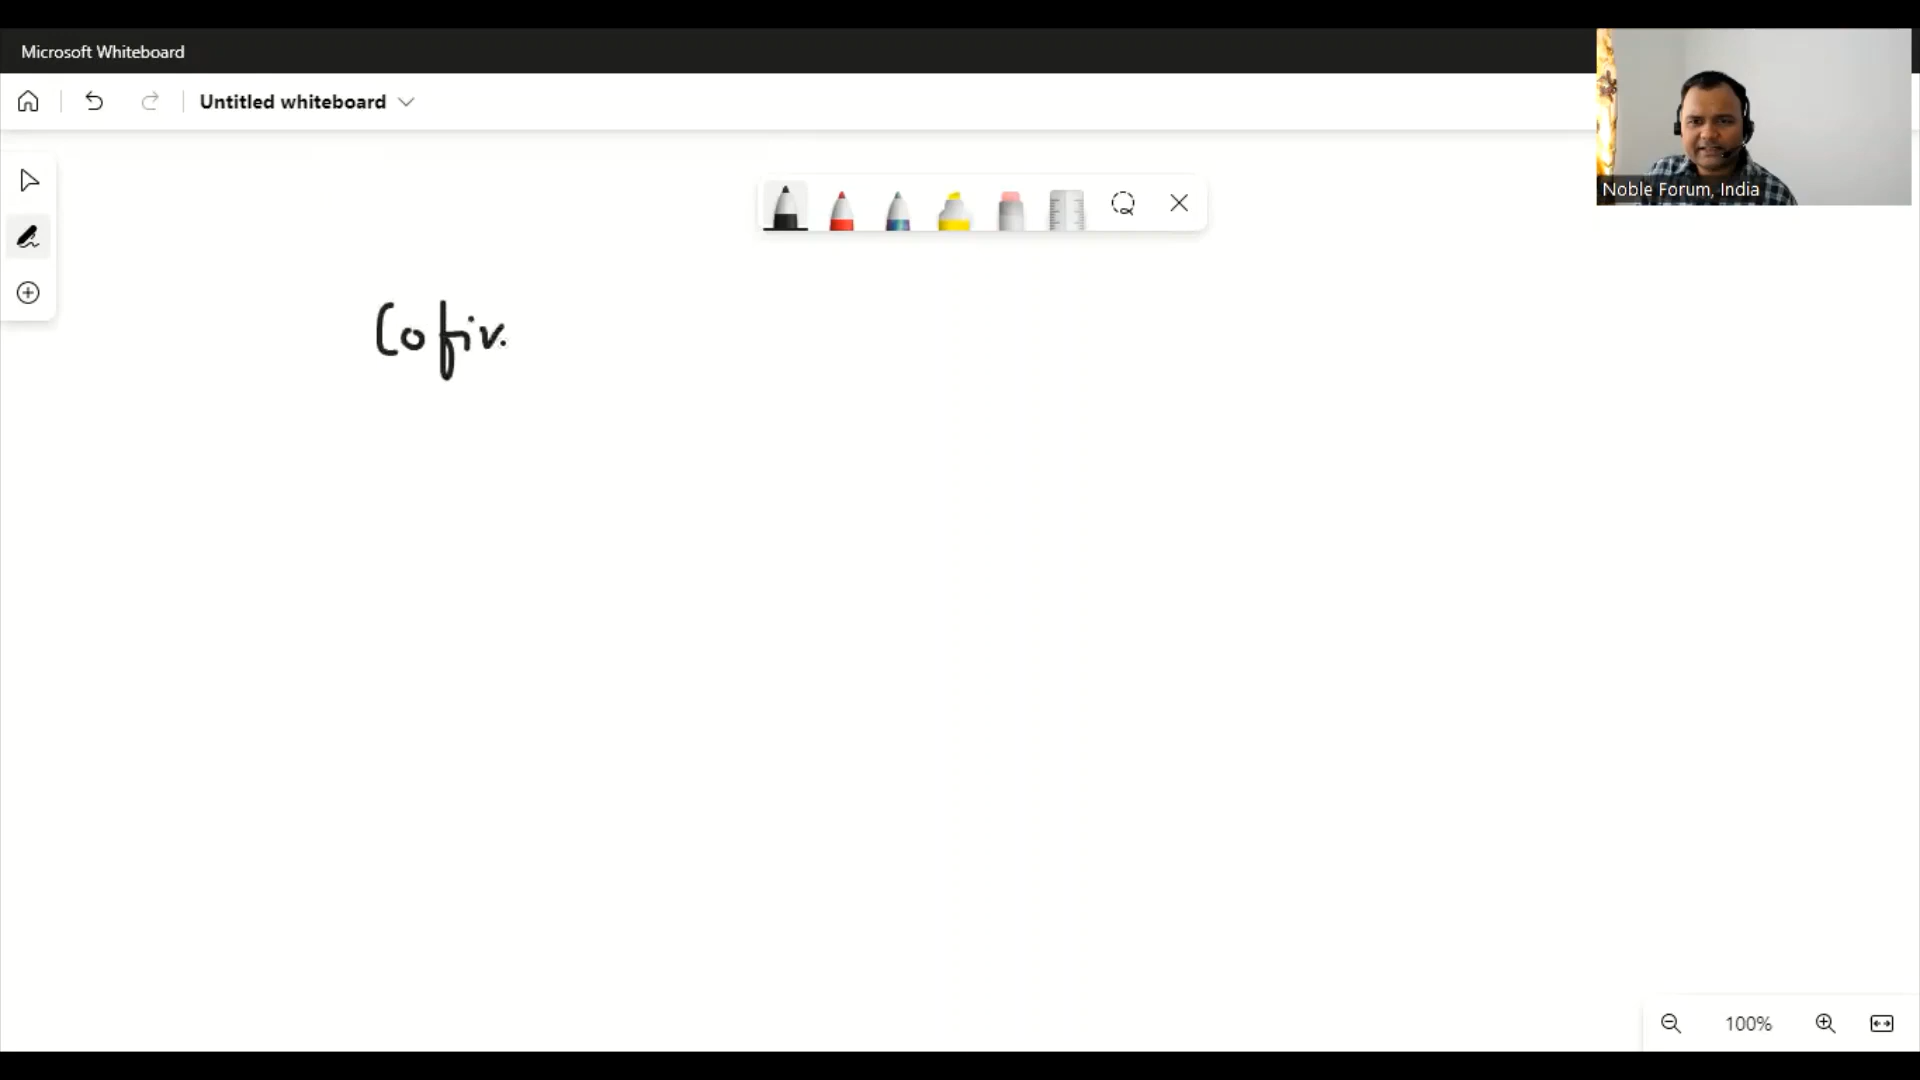 Microsoft Whiteboard
Untitled whiteboard
Noble Forum, India
Cofiv.
100%